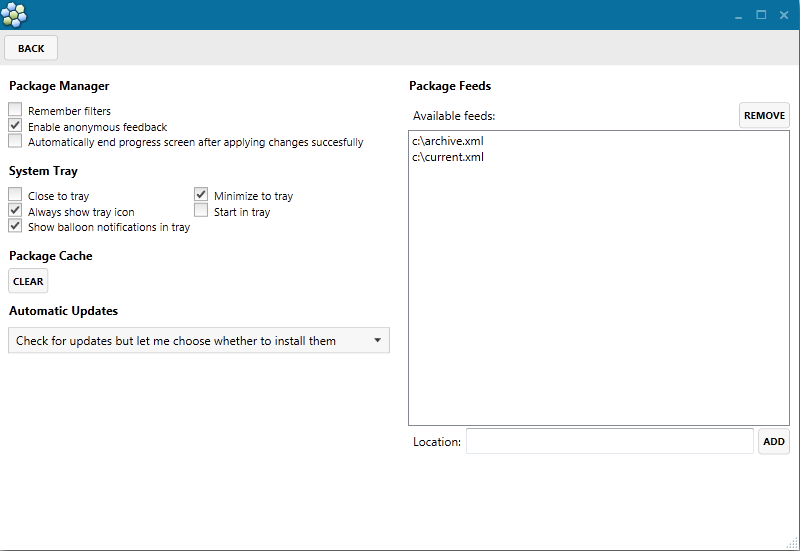 BACK
Package Manager
Remember filters
Enable anonymous feedback
Automatically end progress screen after applying changes succesfully
System Tray
Close to tray
Minimize to tray
Always show tray icon
Start in tray
Show balloon notifications in tray
Package Cache
CLEAR
Automatic Updates
Check for updates but let me choose whether to install them
Package Feeds
Available feeds:
REMOVE
c:\archive.xml
c:\current.xml
Location:
ADD